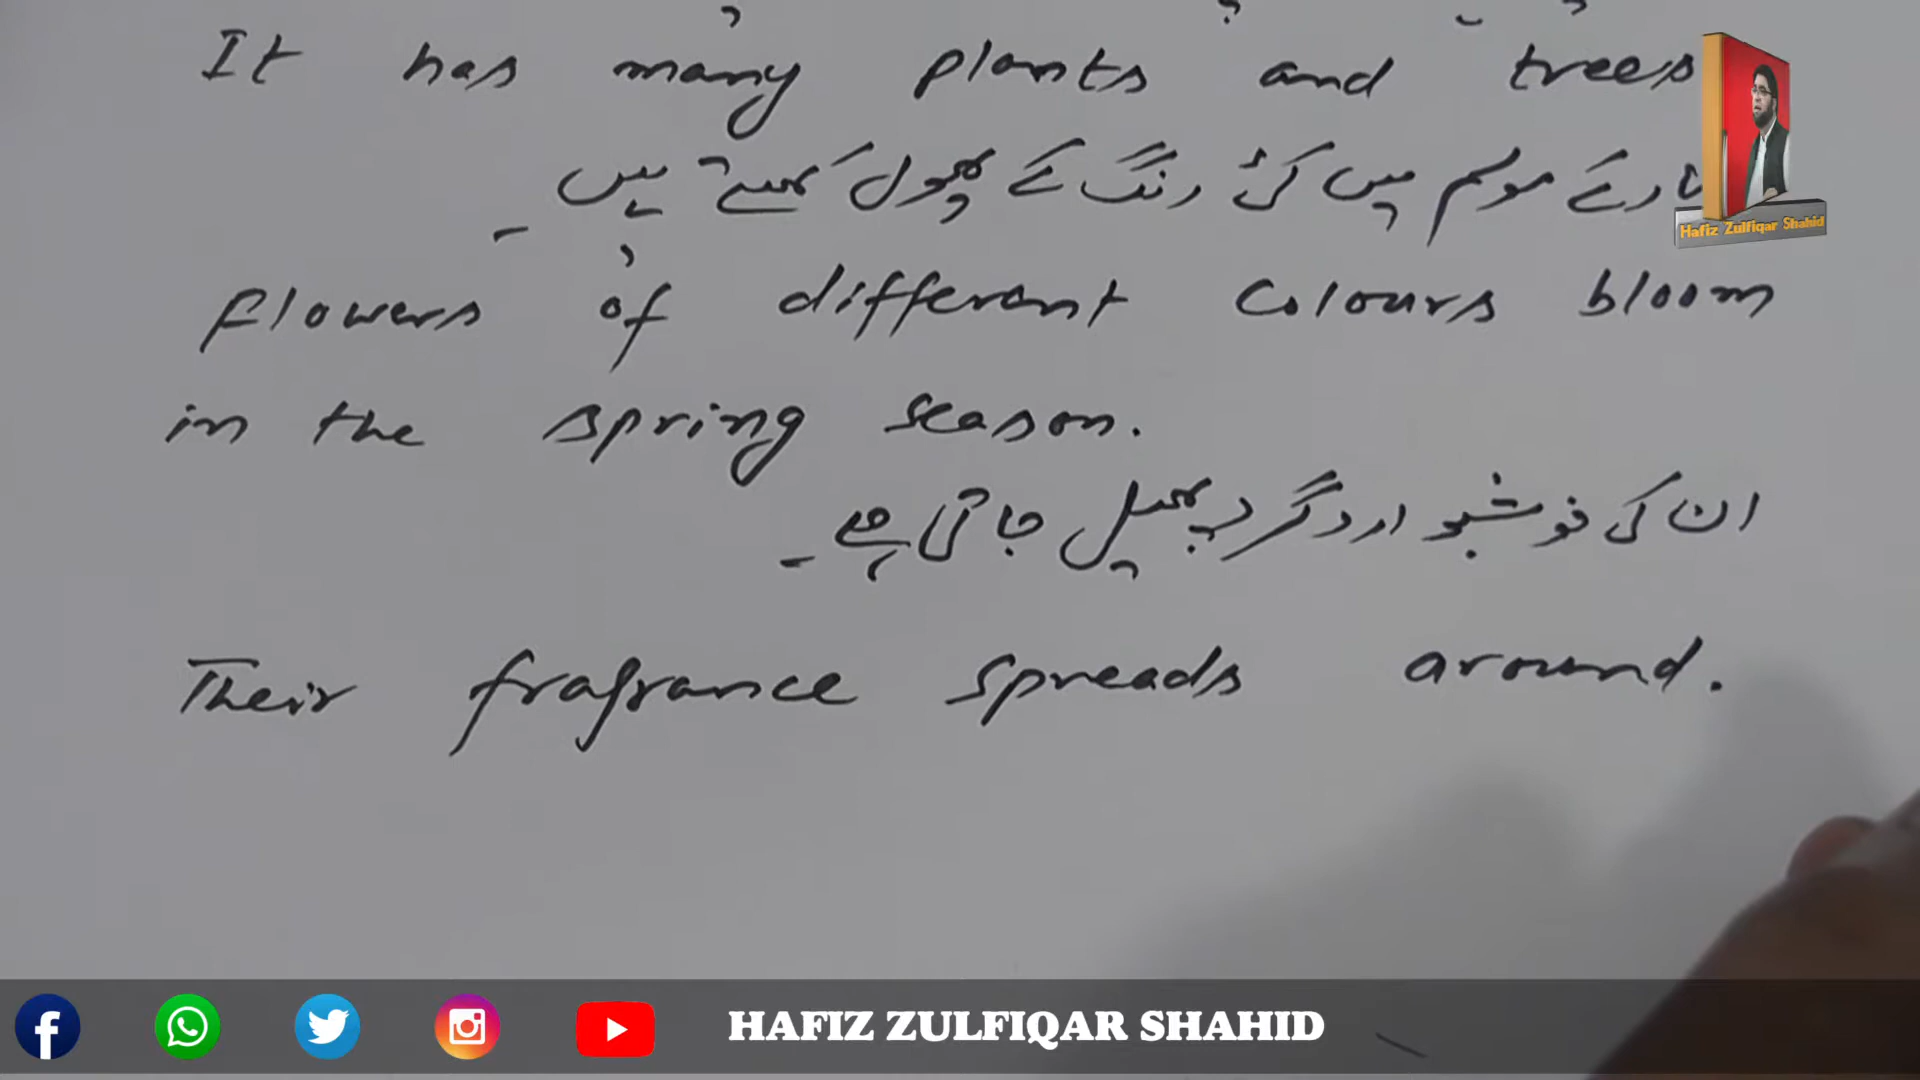 It has many plants and trees
موسم میں کئی رنگ کے پھول کھلتے ہیں ۔
flowers of different colours bloom
in the spring season.
ان کی خوشبو ارد گرد پھیل جاتی ہے ۔
Their fragrance spreads around.
Hafiz Zulfiqar Shahid
HAFIZ ZULFIQAR SHAHID